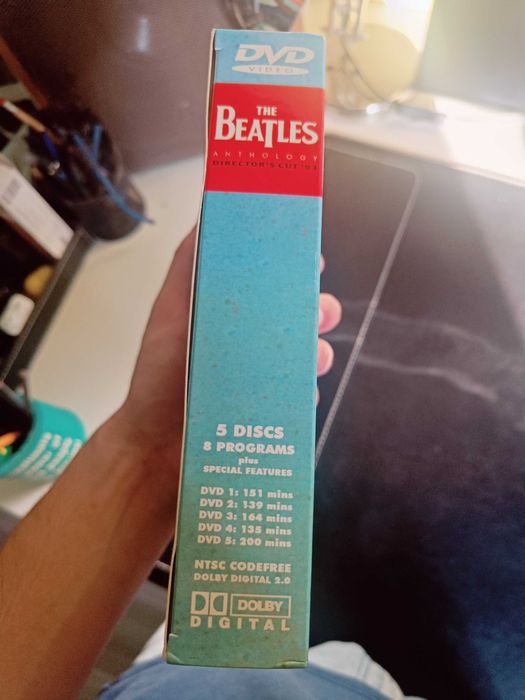 DVD
VIDEO
THE
BEATLES
ANTHOLOGY
DIRECTOR'S CUT '93
5 DISCS
8 PROGRAMS
plus
SPECIAL FEATURES
DVD 1: 151 mins
DVD 2: 139 mins
DVD 3: 164 mins
DVD 4: 135 mins
DVD 5: 200 mins
NTSC CODEFREE
DOLBY DIGITAL 2.0
DOLBY
DIGITAL